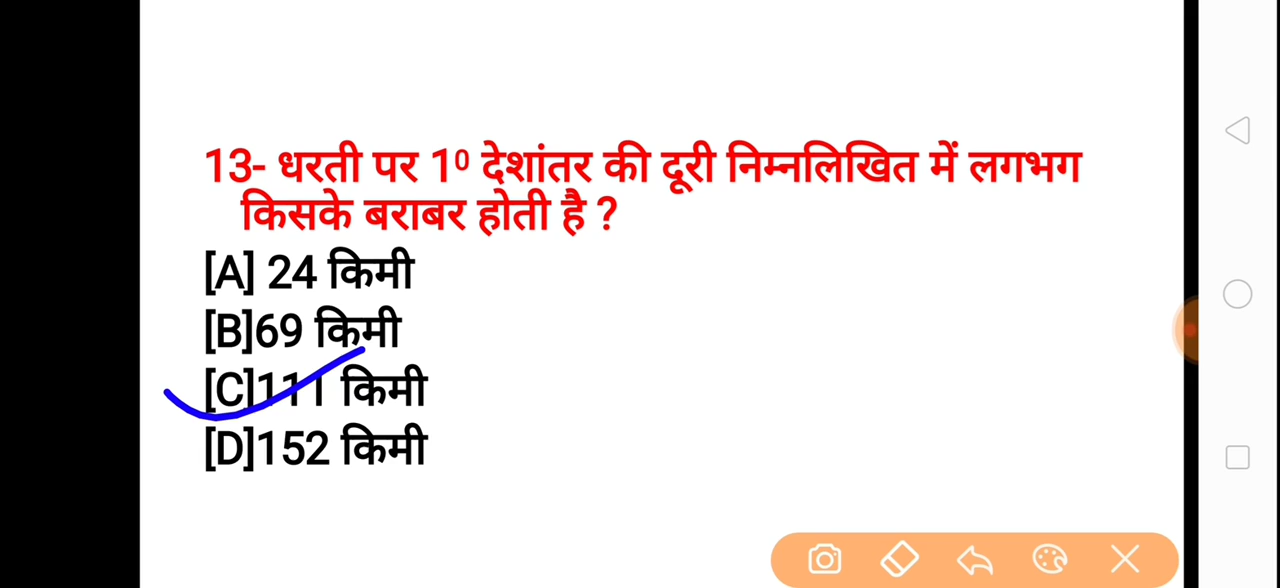 13- धरती पर 1⁰ देशांतर की दूरी निम्नलिखित में लगभग
किसके बराबर होती है ?
[A] 24 किमी
[B]69 किमी
[C]111 किमी
[D]152 किमी